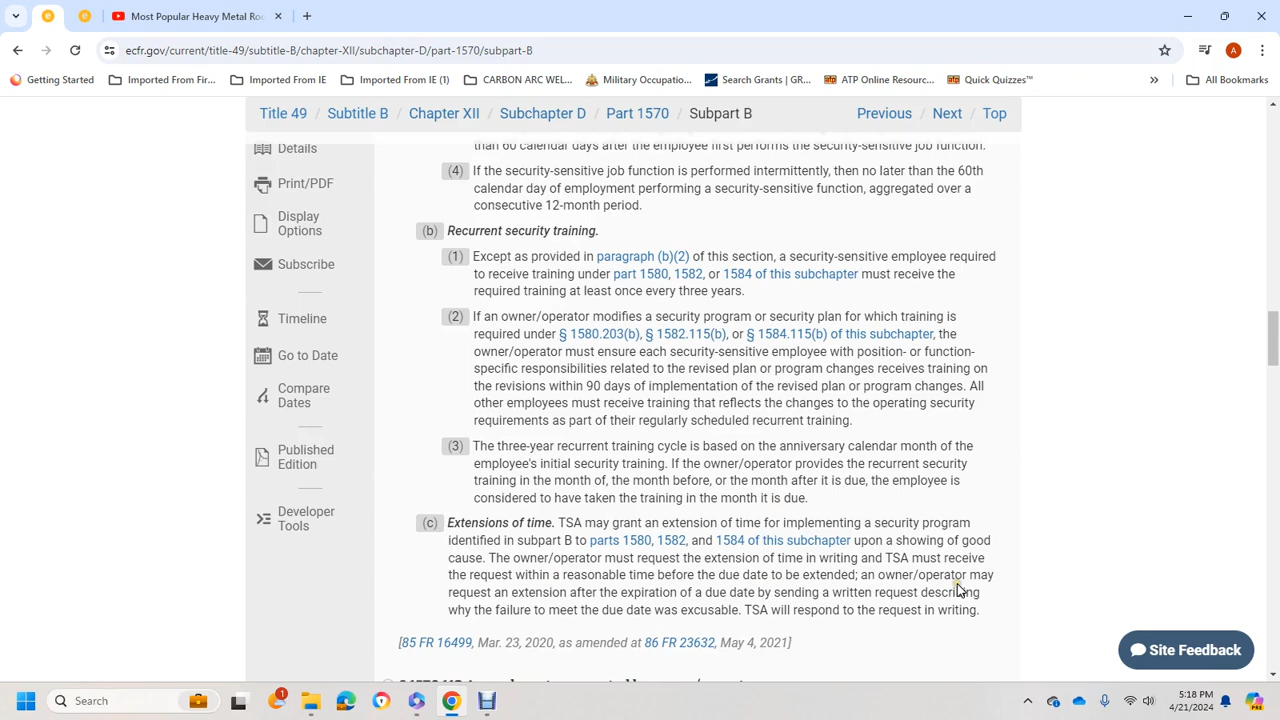 Most Popular Heavy Metal Ro
ecfr.gov/current/title-49/subtitle-B/chapter-XII/subchapter-D/part-1570/subpart-B
A
Getting Started
Imported From Fir...
Imported From IE
Imported From IE (1)
CARBON ARC WEL...
Military Occupatio...
Search Grants | GR...
ATP Online Resourc...
Quick Quizzes™
All Bookmarks
Title 49 / Subtitle B / Chapter XII / Subchapter D / Part 1570 / Subpart B
Previous / Next / Top
Details
Print/PDF
Display
Options
Subscribe
Timeline
Go to Date
Compare
Dates
Published
Edition
Developer
Tools
than 60 calendar days after the employee first performs the security-sensitive job function.
(4) If the security-sensitive job function is performed intermittently, then no later than the 60th
calendar day of employment performing a security-sensitive function, aggregated over a
consecutive 12-month period.
(b) Recurrent security training.
(1) Except as provided in paragraph (b)(2) of this section, a security-sensitive employee required
to receive training under part 1580, 1582, or 1584 of this subchapter must receive the
required training at least once every three years.
(2) If an owner/operator modifies a security program or security plan for which training is
required under § 1580.203(b), § 1582.115(b), or § 1584.115(b) of this subchapter, the
owner/operator must ensure each security-sensitive employee with position- or function-
specific responsibilities related to the revised plan or program changes receives training on
the revisions within 90 days of implementation of the revised plan or program changes. All
other employees must receive training that reflects the changes to the operating security
requirements as part of their regularly scheduled recurrent training.
(3) The three-year recurrent training cycle is based on the anniversary calendar month of the
employee's initial security training. If the owner/operator provides the recurrent security
training in the month of, the month before, or the month after it is due, the employee is
considered to have taken the training in the month it is due.
(c) Extensions of time. TSA may grant an extension of time for implementing a security program
identified in subpart B to parts 1580, 1582, and 1584 of this subchapter upon a showing of good
cause. The owner/operator must request the extension of time in writing and TSA must receive
the request within a reasonable time before the due date to be extended; an owner/operator may
request an extension after the expiration of a due date by sending a written request describing
why the failure to meet the due date was excusable. TSA will respond to the request in writing.
[85 FR 16499, Mar. 23, 2020, as amended at 86 FR 23632, May 4, 2021]
Site Feedback
Search
1
5:18 PM
4/21/2024